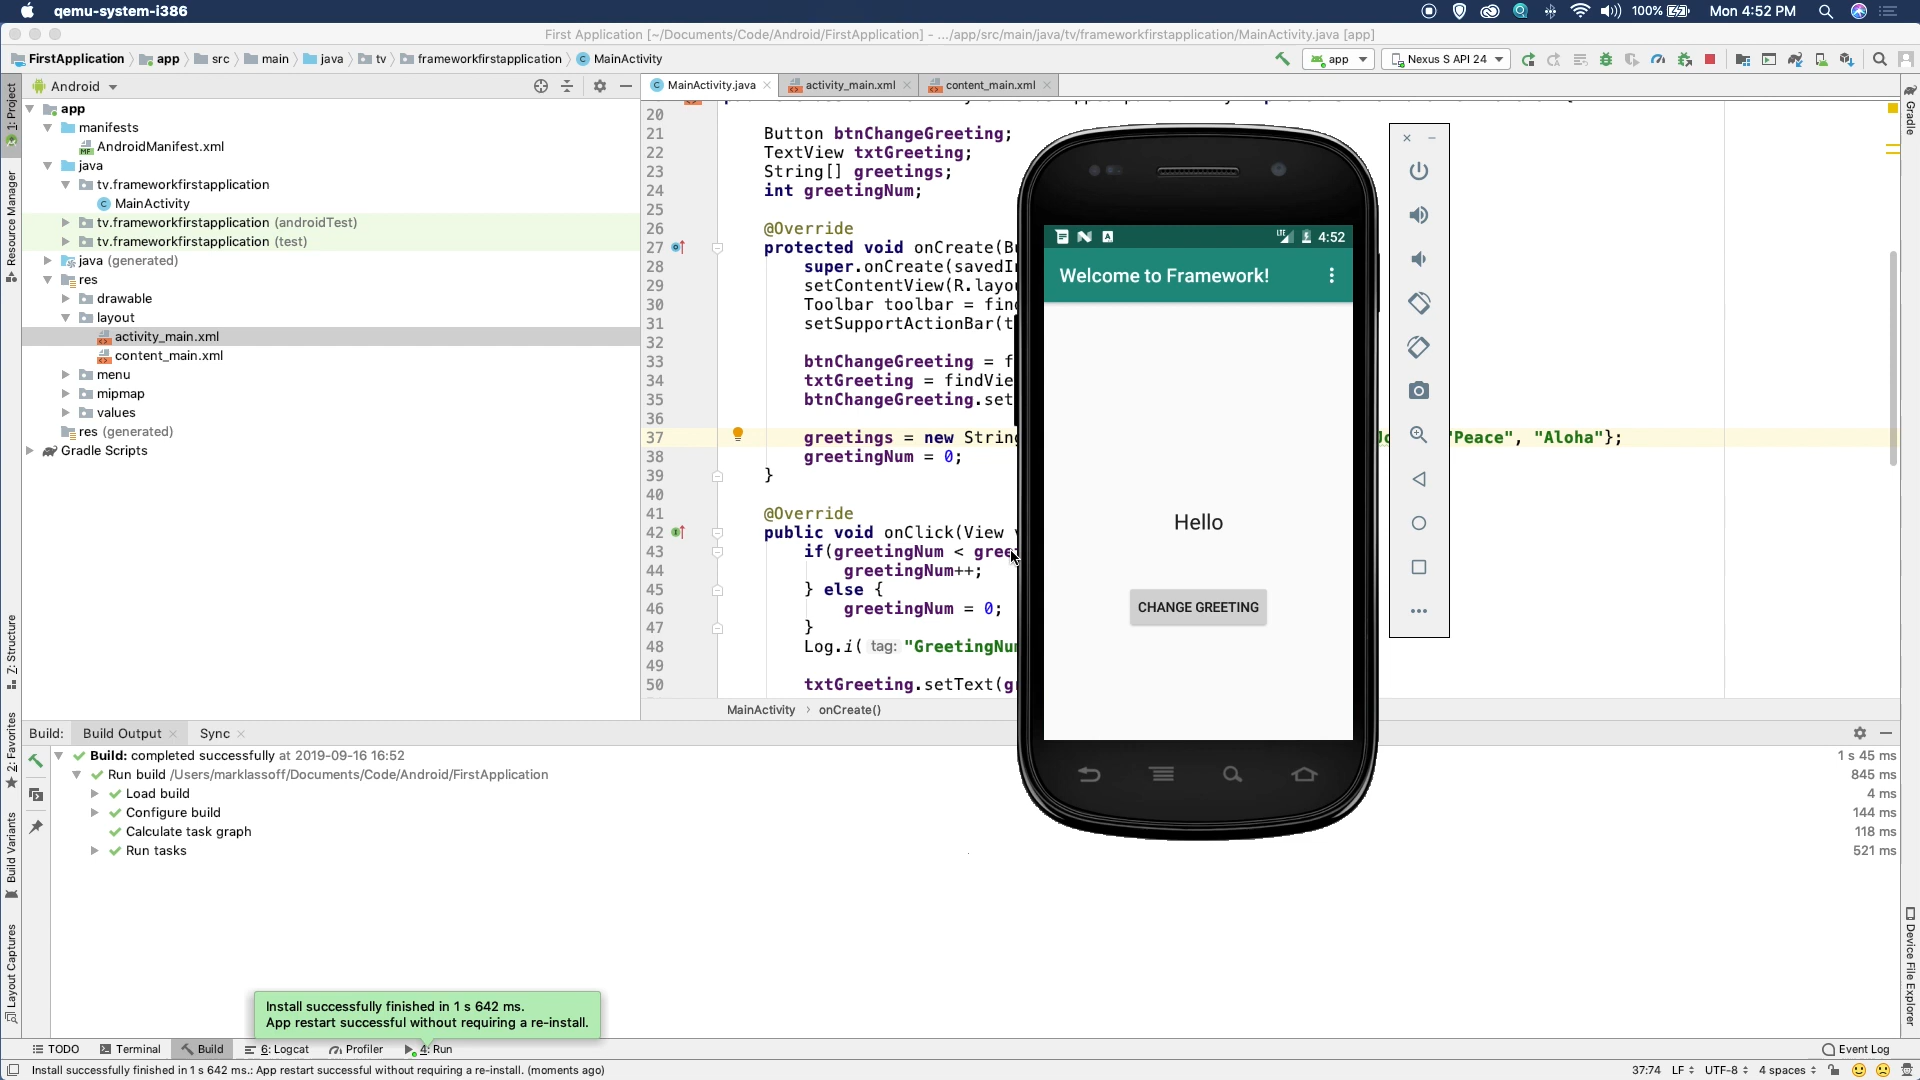 qemu-system-i386
100%
Mon 4:52 PM
First Application [~/Documents/Code/Android/FirstApplication] - .../app/src/main/java/tv/frameworkfirstapplication/MainActivity.java [app]
FirstApplication
app
src
main
java
tv
frameworkfirstapplication
MainActivity
app
Nexus S API 24
Android
MainActivity.java
activity_main.xml
content_main.xml
1: Project
Resource Manager
Z: Structure
2: Favorites
Build Variants
Layout Captures
Gradle
Device File Explorer
app
manifests
AndroidManifest.xml
java
tv.frameworkfirstapplication
MainActivity
tv.frameworkfirstapplication (androidTest)
tv.frameworkfirstapplication (test)
java (generated)
res
drawable
layout
activity_main.xml
content_main.xml
menu
mipmap
values
res (generated)
Gradle Scripts
20
21 Button btnChangeGreeting;
22 TextView txtGreeting;
23 String[] greetings;
24 int greetingNum;
25
26 @Override
27 protected void onCreate(Bu
28 super.onCreate(savedIn
29 setContentView(R.layou
30 Toolbar toolbar = find
31 setSupportActionBar(t
32
33 btnChangeGreeting = f
34 txtGreeting = findVie
35 btnChangeGreeting.set
36
37 greetings = new String "Peace", "Aloha"};
38 greetingNum = 0;
39 }
40
41 @Override
42 public void onClick(View v
43 if(greetingNum < gree
44 greetingNum++;
45 } else {
46 greetingNum = 0;
47 }
48 Log.i( tag: "GreetingNum
49
50 txtGreeting.setText(gr
MainActivity
onCreate()
LTE
4:52
Welcome to Framework!
Hello
CHANGE GREETING
Build:
Build Output
Sync
Build: completed successfully at 2019-09-16 16:52
1 s 45 ms
Run build /Users/marklassoff/Documents/Code/Android/FirstApplication
845 ms
Load build
4 ms
Configure build
144 ms
Calculate task graph
118 ms
Run tasks
521 ms
Install successfully finished in 1 s 642 ms.
App restart successful without requiring a re-install.
TODO
Terminal
Build
6: Logcat
Profiler
4: Run
Event Log
Install successfully finished in 1 s 642 ms.: App restart successful without requiring a re-install. (moments ago)
37:74
LF
UTF-8
4 spaces